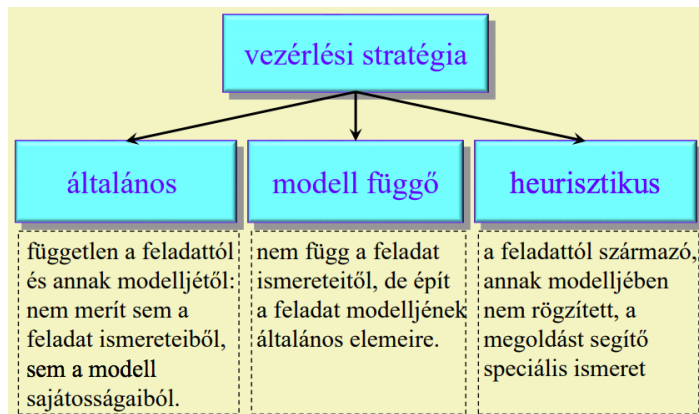 vezérlési stratégia
általános
modell függő
heurisztikus
független a feladattól
és annak modelljétől:
nem merít sem a
feladat ismereteiből,
sem a modell
sajátosságaiból.
nem függ a feladat
ismereteitől, de épít
a feladat modelljének
általános elemeire.
a feladattól származó,
annak modelljében
nem rögzített, a
megoldást segítő
speciális ismeret